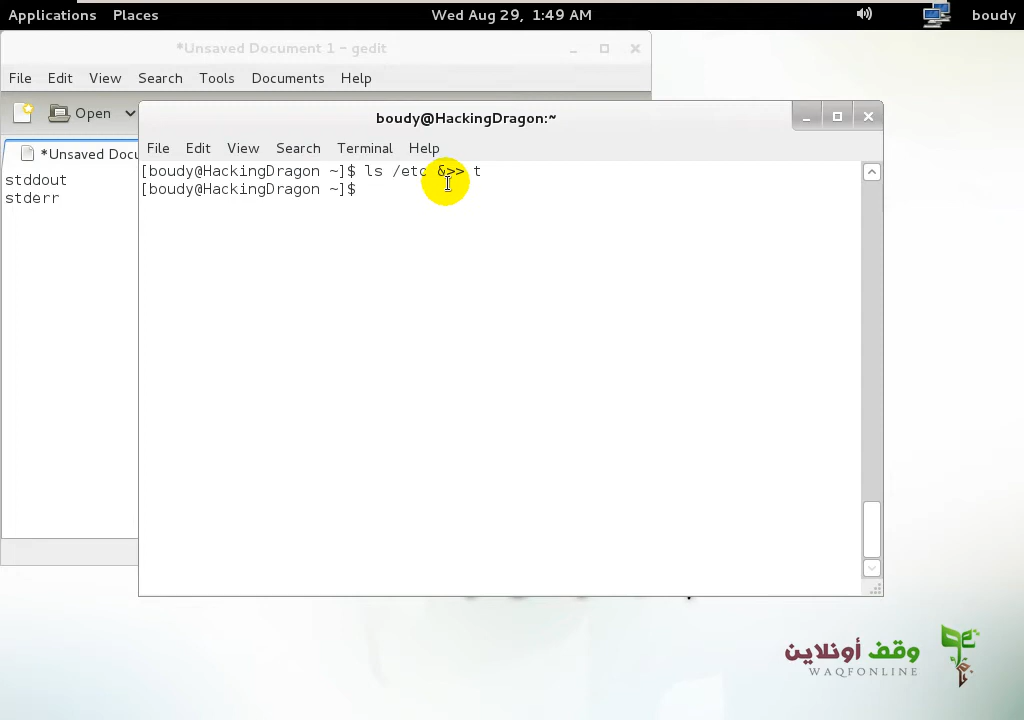 Applications Places Wed Aug 29, 1:49 AM boudy
*Unsaved Document 1 - gedit
File Edit View Search Tools Documents Help
Open
*Unsaved Docu
stddout
stderr
boudy@HackingDragon:~
File Edit View Search Terminal Help
[boudy@HackingDragon ~]$ ls /etc &>> t
[boudy@HackingDragon ~]$
وقف أونلاين
WAQFONLINE